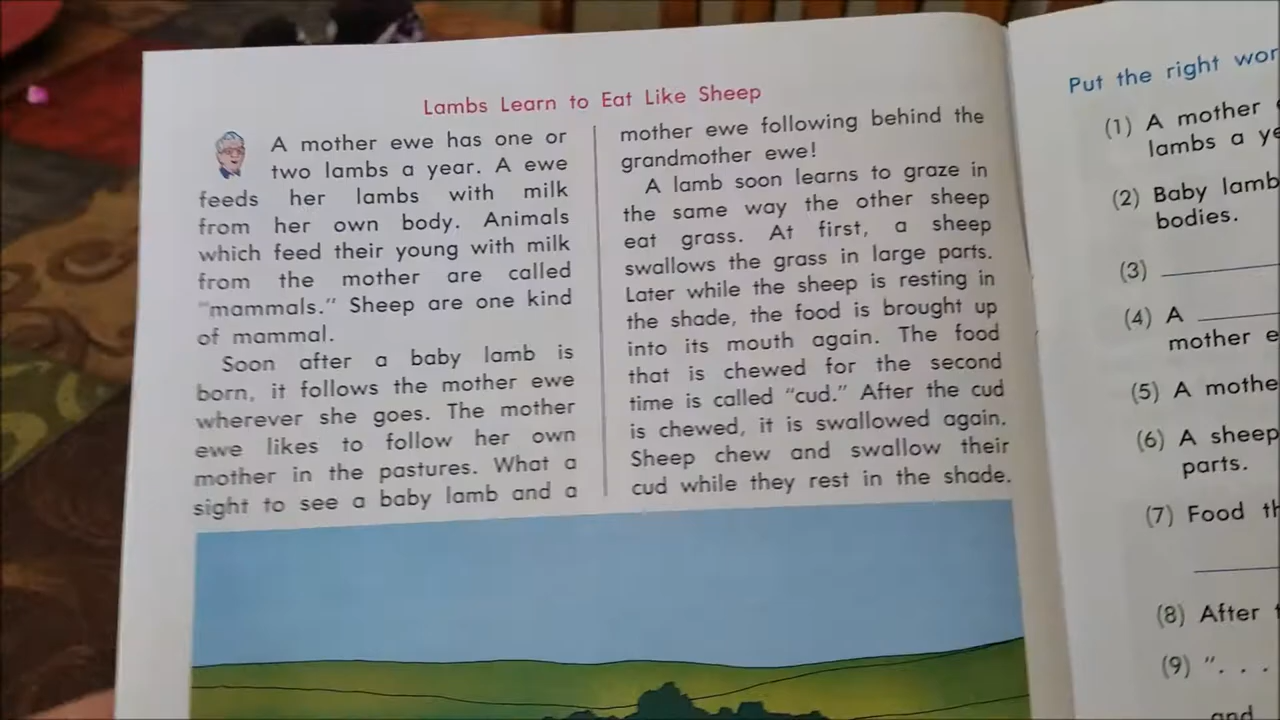 Lambs Learn to Eat Like Sheep
A mother ewe has one or
two lambs a year. A ewe
feeds her lambs with milk
from her own body. Animals
which feed their young with milk
from the mother are called
"mammals." Sheep are one kind
of mammal.
Soon after a baby lamb is
born, it follows the mother ewe
wherever she goes. The mother
ewe likes to follow her own
mother in the pastures. What a
sight to see a baby lamb and a
mother ewe following behind the
grandmother ewe!
A lamb soon learns to graze in
the same way the other sheep
eat grass. At first, a sheep
swallows the grass in large parts.
Later while the sheep is resting in
the shade, the food is brought up
into its mouth again. The food
that is chewed for the second
time is called "cud." After the cud
is chewed, it is swallowed again.
Sheep chew and swallow their
cud while they rest in the shade.
Put the right
(1) A mother
lambs a
(2) Baby
bodies.
(3)
(4) A
mother
(5) A
(6) A sheep
parts.
(7) Food
(8) After
(9) ". . .
and